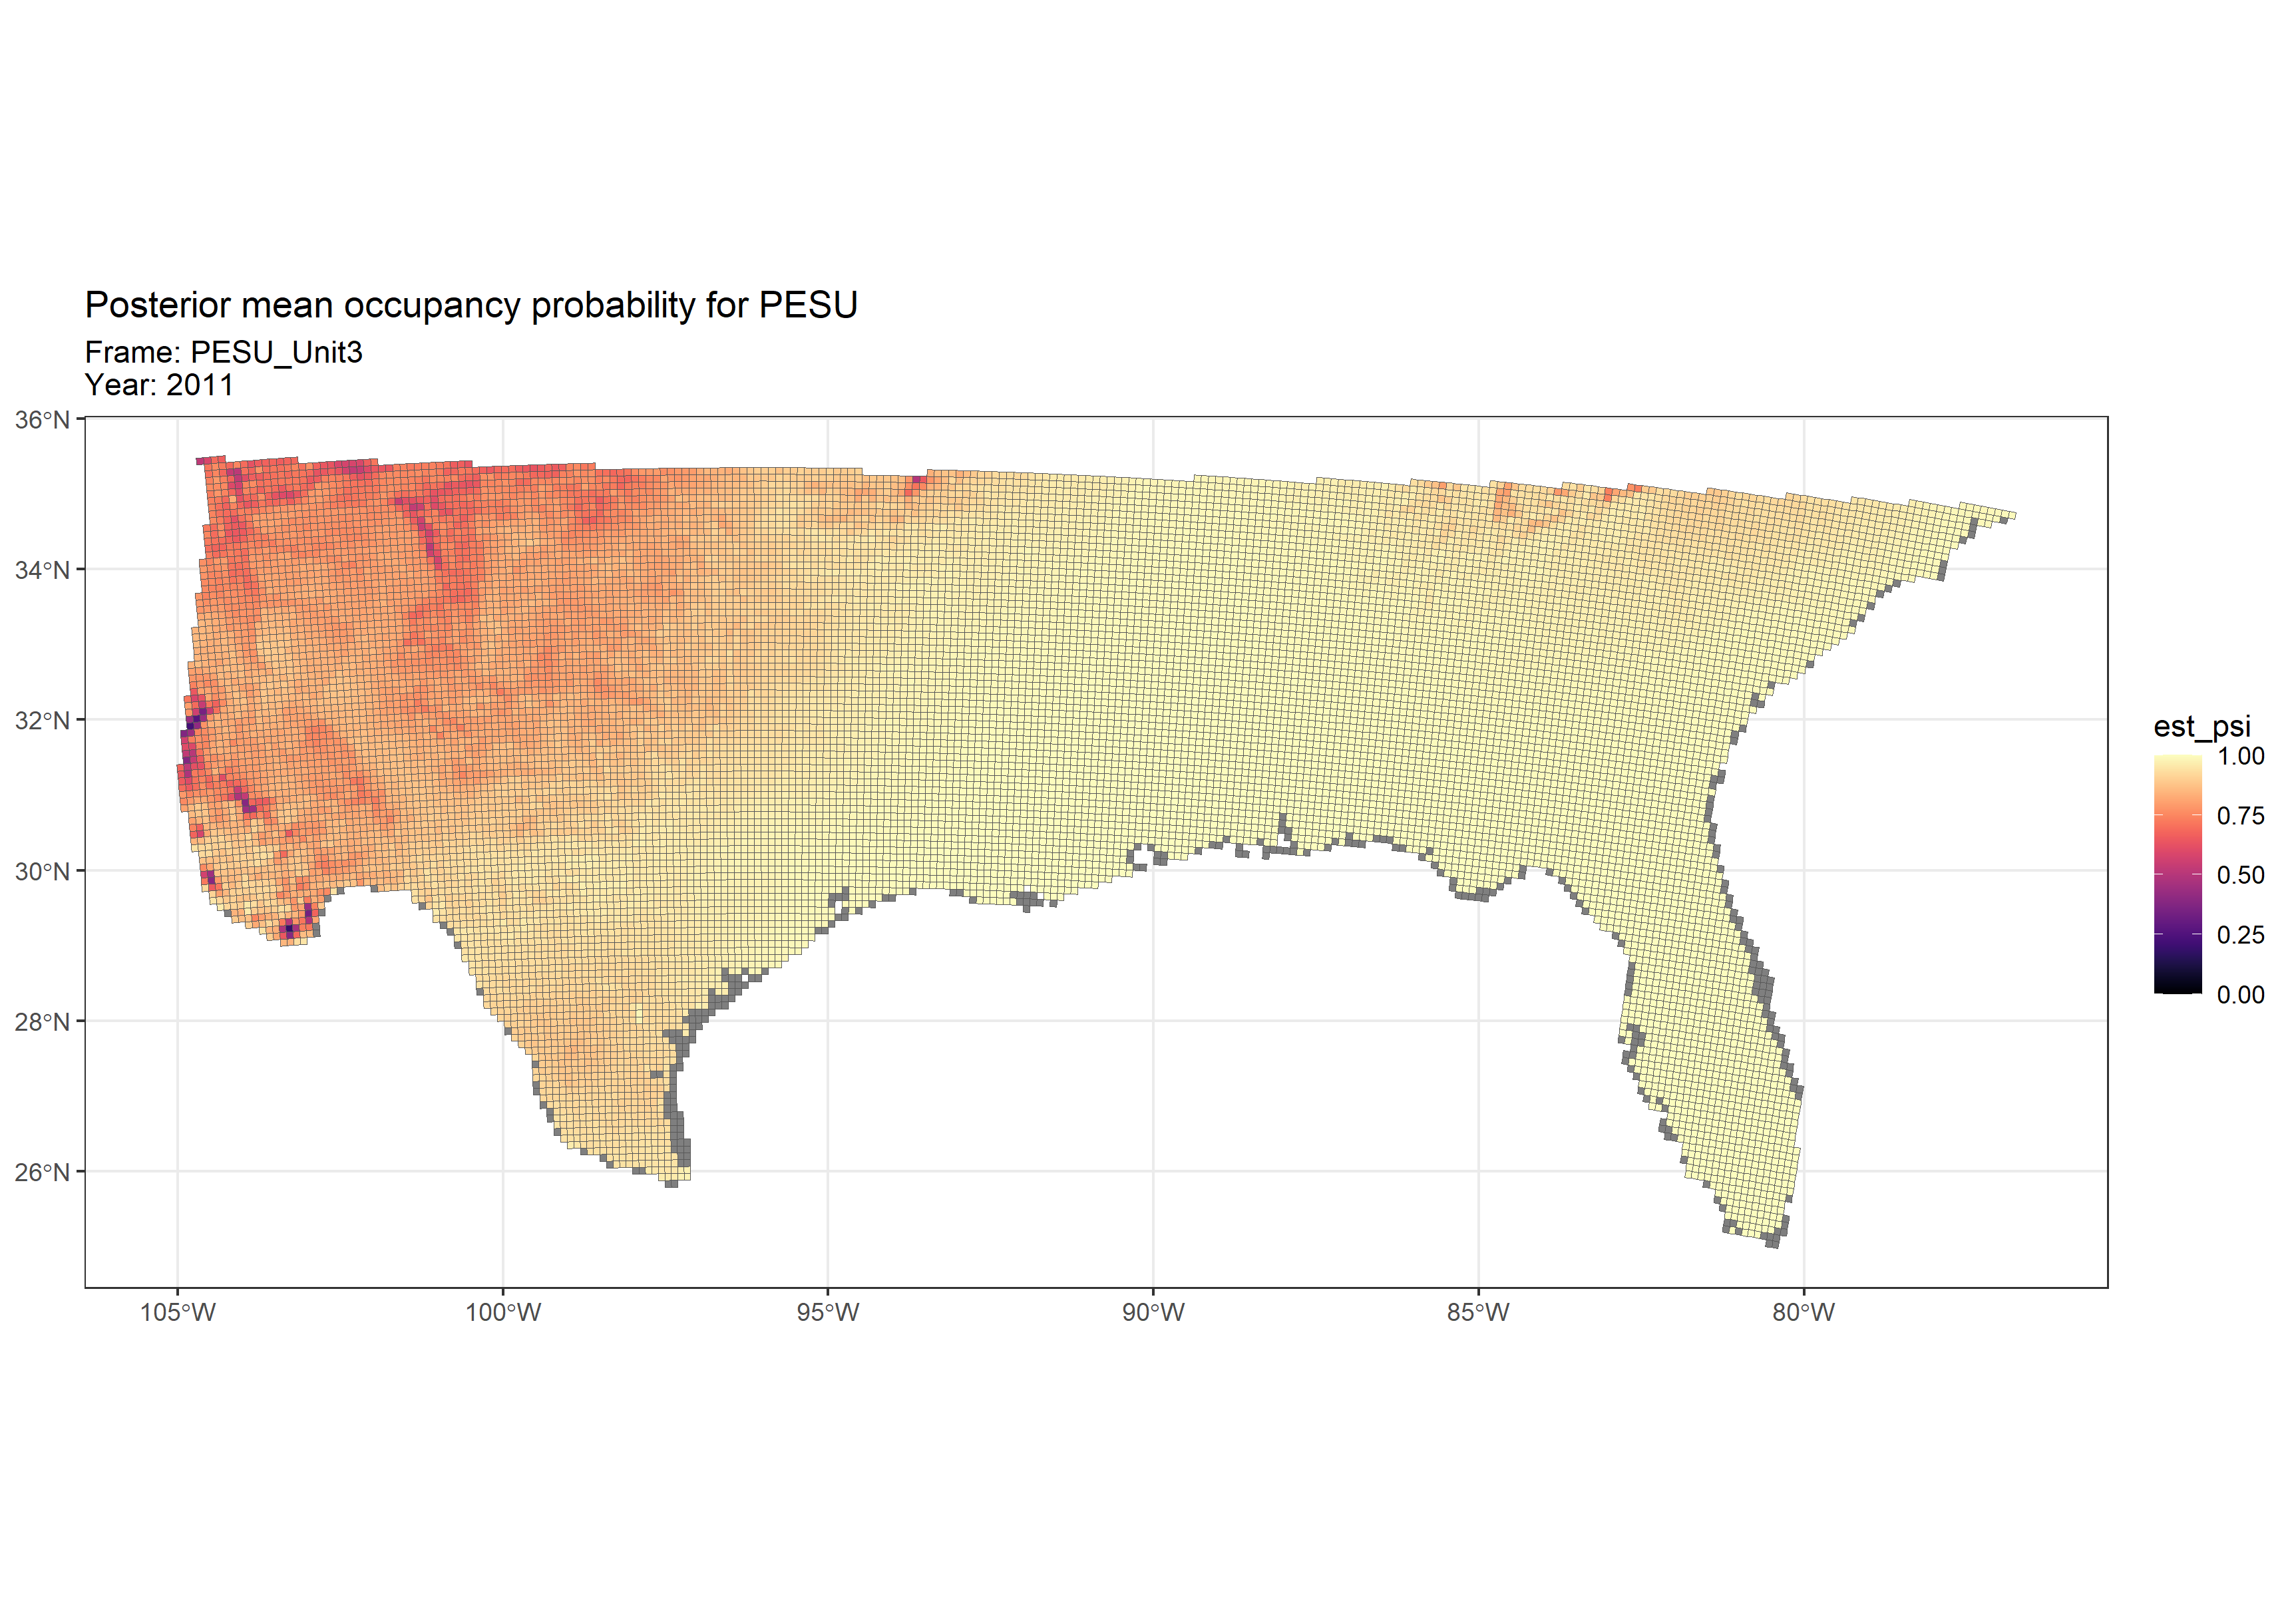 Posterior mean occupancy probability for PESU
Frame: PESU_Unit3
Year: 2011
36°N
34°N
32°N
30°N
28°N
26°N
105°W
100°W
95°W
90°W
85°W
80°W
est_psi
1.00
0.75
0.50
0.25
0.00